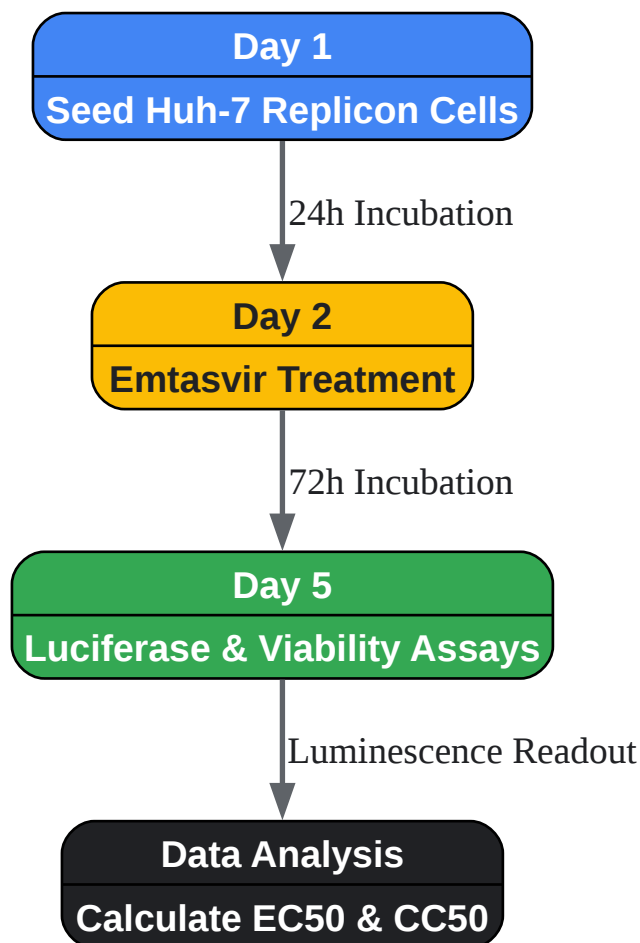 Day 1
Seed Huh-7 Replicon Cells
24h Incubation
Day 2
Emtasvir Treatment
72h Incubation
Day 5
Luciferase & Viability Assays
Luminescence Readout
Data Analysis
Calculate EC50 & CC50